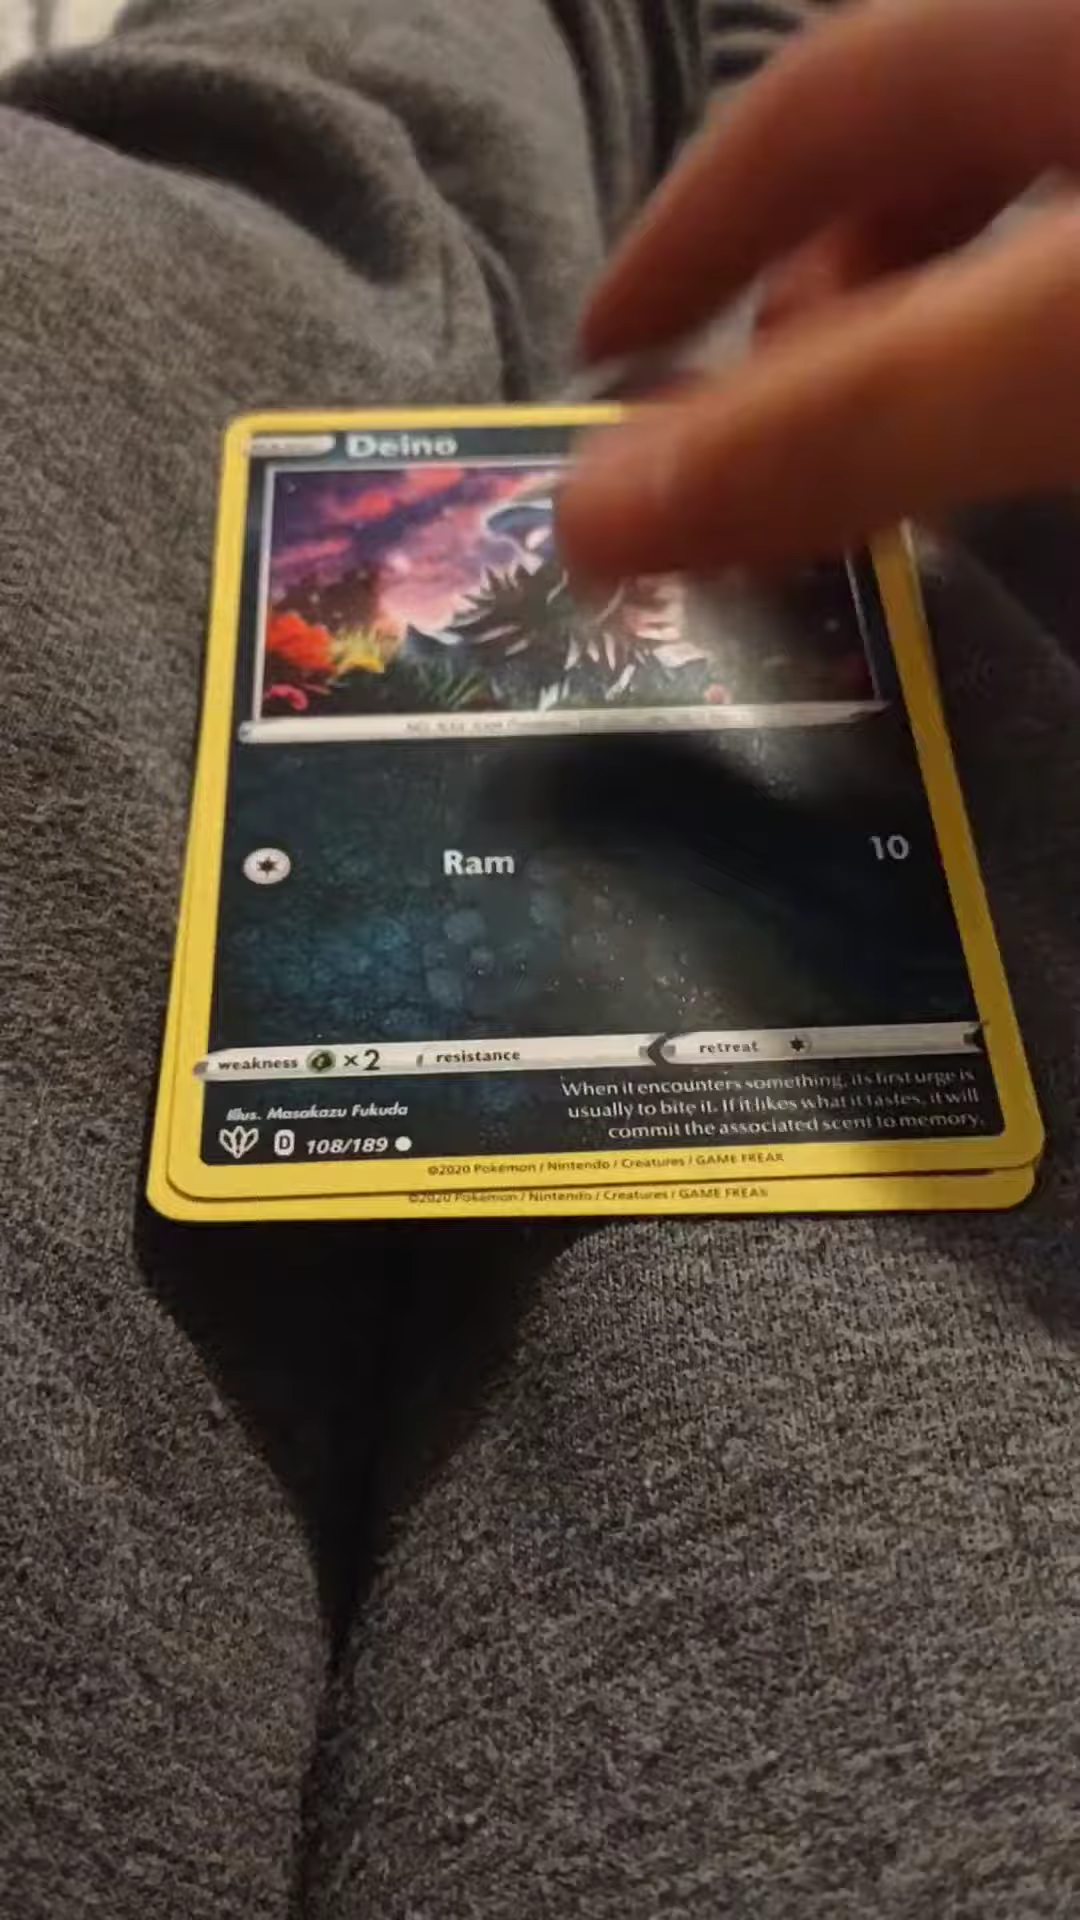 Deino
Ram 10
weakness ×2 resistance retreat
When it encounters something, its first urge is
usually to bite it. If it likes what it tastes, it will
commit the associated scent to memory.
Illus. Masakazu Fukuda
D 108/189
©2020 Pokémon / Nintendo / Creatures / GAME FREAK
©2020 Pokémon / Nintendo / Creatures / GAME FREAK